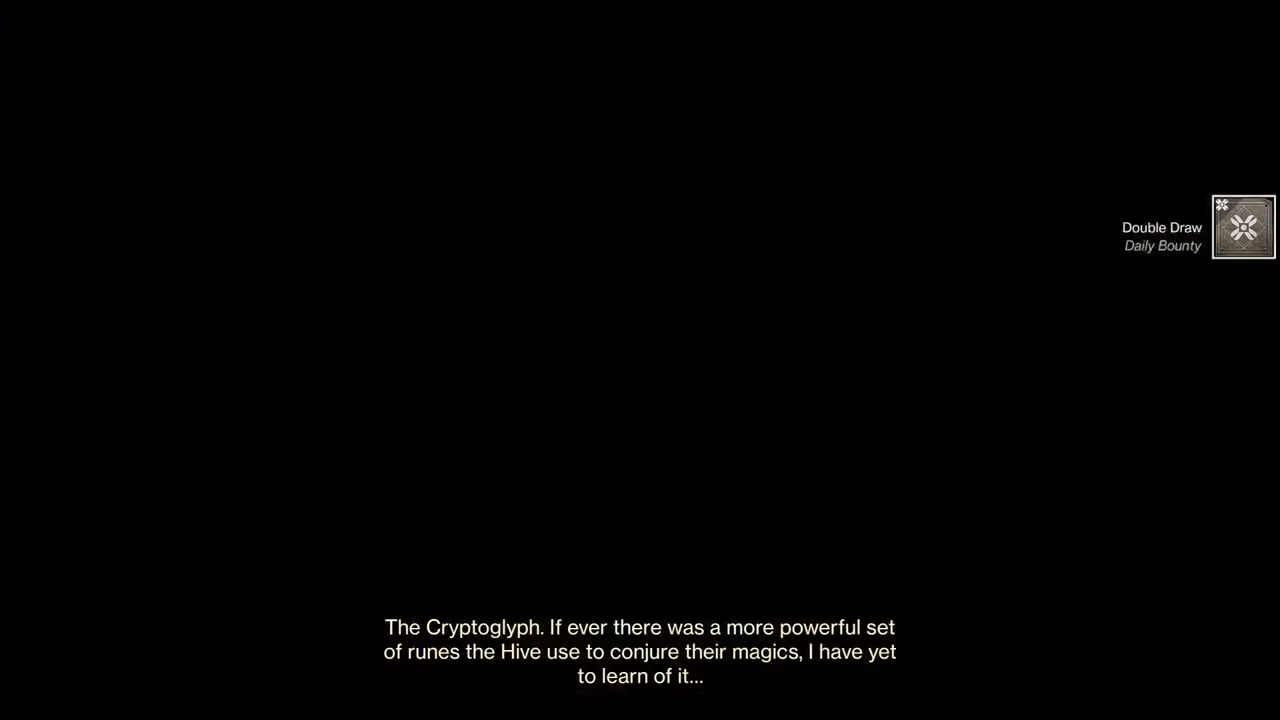 Double Draw
Daily Bounty
The Cryptoglyph. If ever there was a more powerful set
of runes the Hive use to conjure their magics, I have yet
to learn of it...